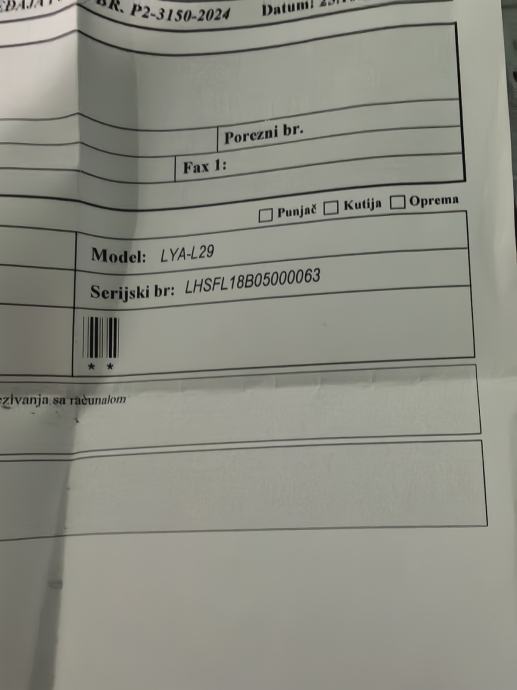 BR. P2-3150-2024 Datum:
Porezni br.
Fax 1:
Punjač Kutija Oprema
Model: LYA-L29
Serijski br: LHSFL18B05000063
* *
sa računalom